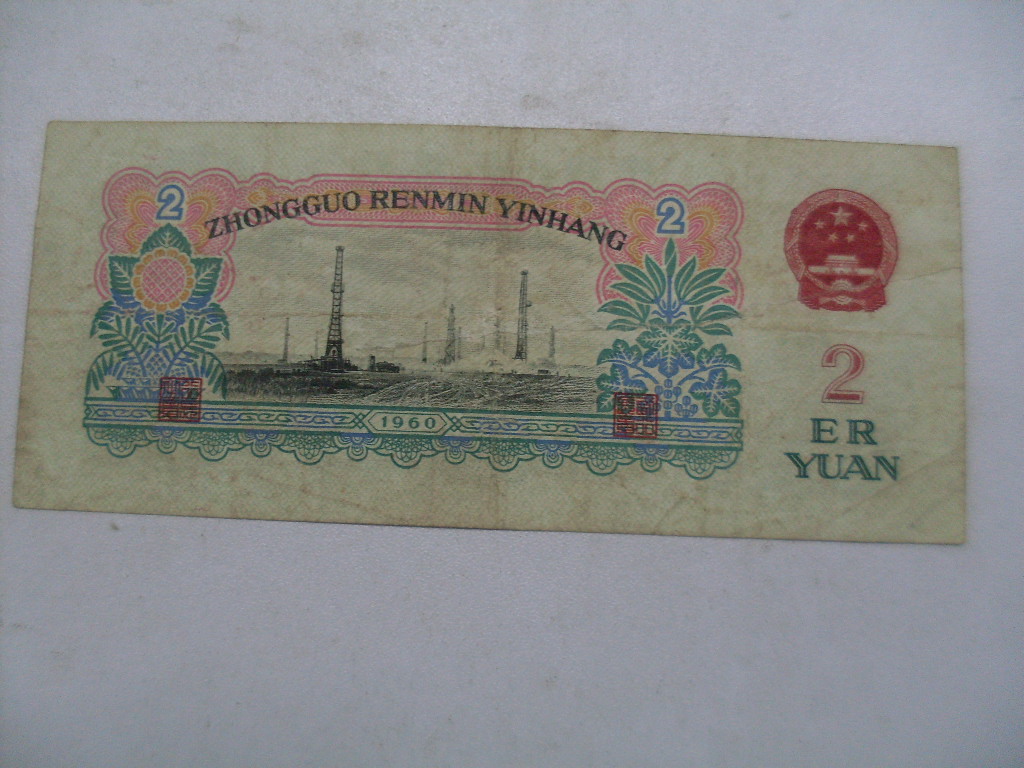 2
ZHONGGUO RENMIN YINHANG
2
1960
2
ER
YUAN